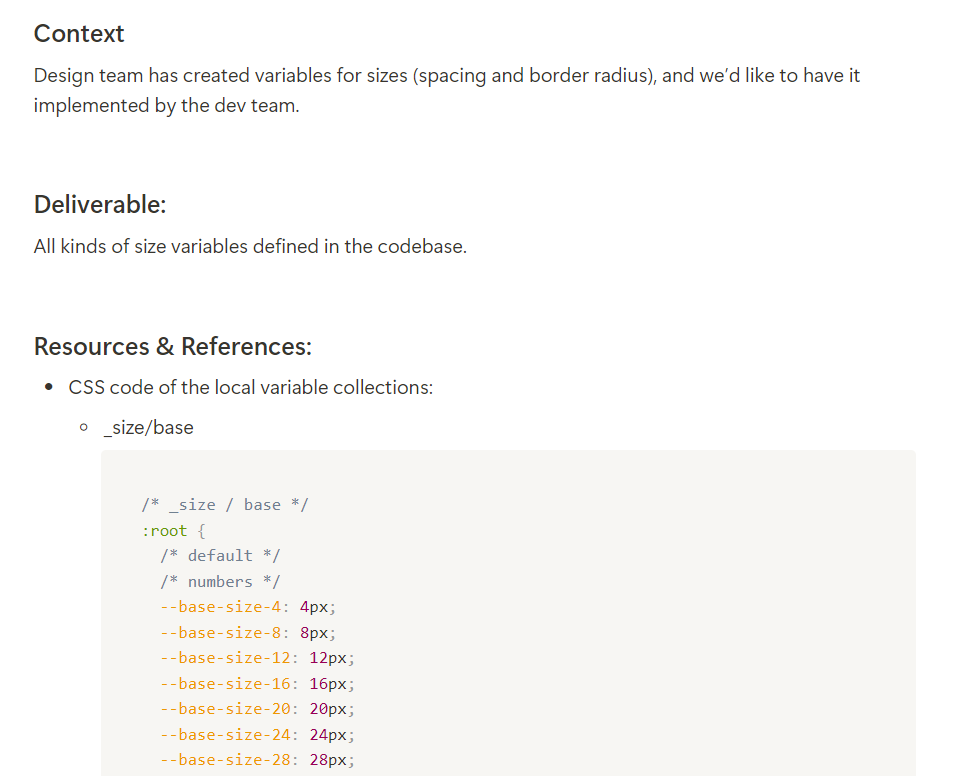 Context
Design team has created variables for sizes (spacing and border radius), and we’d like to have it
implemented by the dev team.
Deliverable:
All kinds of size variables defined in the codebase.
Resources & References:
• CSS code of the local variable collections:
◦ _size/base
/* _size / base */
:root {
/* default */
/* numbers */
--base-size-4: 4px;
--base-size-8: 8px;
--base-size-12: 12px;
--base-size-16: 16px;
--base-size-20: 20px;
--base-size-24: 24px;
--base-size-28: 28px;